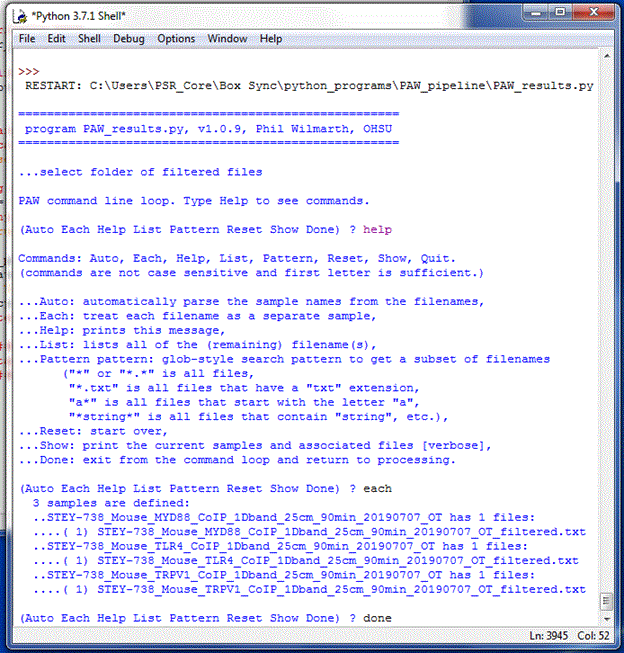 *Python 3.7.1 Shell*
File Edit Shell Debug Options Window Help
>>>
RESTART: C:\Users\PSR_Core\Box Sync\python_programs\PAW_pipeline\PAW_results.py
=====================================================
program PAW_results.py, v1.0.9, Phil Wilmarth, OHSU
=====================================================
...select folder of filtered files
PAW command line loop. Type Help to see commands.
(Auto Each Help List Pattern Reset Show Done) ? help
Commands: Auto, Each, Help, List, Pattern, Reset, Show, Quit.
(commands are not case sensitive and first letter is sufficient.)
...Auto: automatically parse the sample names from the filenames,
...Each: treat each filename as a separate sample,
...Help: prints this message,
...List: lists all of the (remaining) filename(s),
...Pattern pattern: glob-style search pattern to get a subset of filenames
("*" or "*.*" is all files,
"*.txt" is all files that have a "txt" extension,
"a*" is all files that start with the letter "a",
"*string*" is all files that contain "string", etc.),
...Reset: start over,
...Show: print the current samples and associated files [verbose],
...Done: exit from the command loop and return to processing.
(Auto Each Help List Pattern Reset Show Done) ? each
3 samples are defined:
..STEY-738_Mouse_MYD88_CoIP_1Dband_25cm_90min_20190707_OT has 1 files:
....( 1) STEY-738_Mouse_MYD88_CoIP_1Dband_25cm_90min_20190707_OT_filtered.txt
..STEY-738_Mouse_TLR4_CoIP_1Dband_25cm_90min_20190707_OT has 1 files:
....( 1) STEY-738_Mouse_TLR4_CoIP_1Dband_25cm_90min_20190707_OT_filtered.txt
..STEY-738_Mouse_TRPV1_CoIP_1Dband_25cm_90min_20190707_OT has 1 files:
....( 1) STEY-738_Mouse_TRPV1_CoIP_1Dband_25cm_90min_20190707_OT_filtered.txt
(Auto Each Help List Pattern Reset Show Done) ? done
Ln: 3945 Col: 52